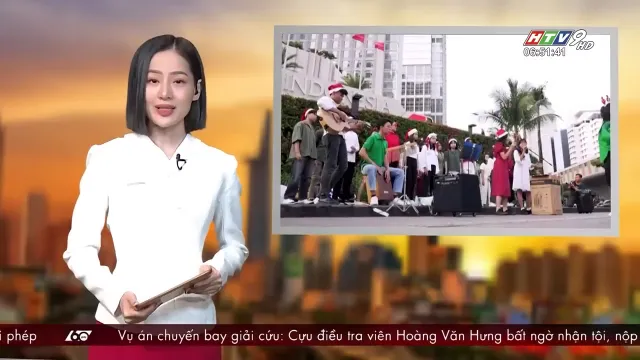 HTV9 HD
06:51:41
INDONESIA
i phép 60 Vụ án chuyến bay giải cứu: Cựu điều tra viên Hoàng Văn Hưng bất ngờ nhận tội, nộp